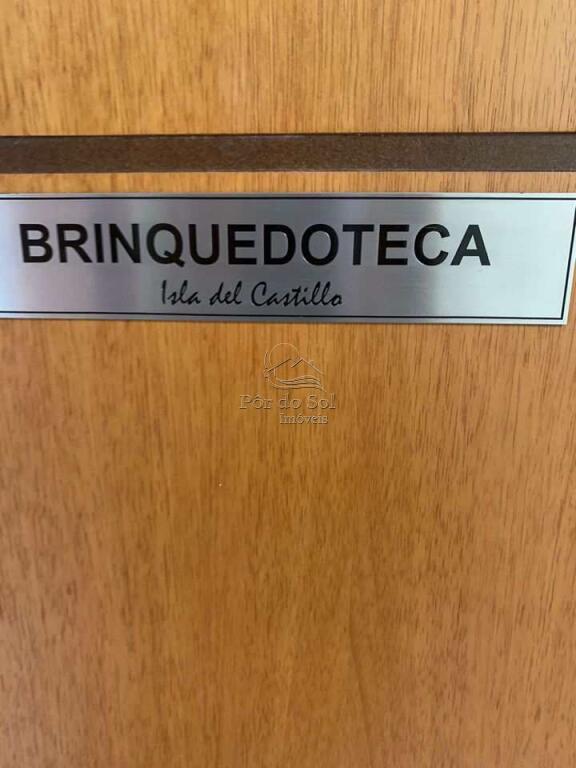 BRINQUEDOTECA
Isla del Castillo
Pôr do Sol
Imóveis